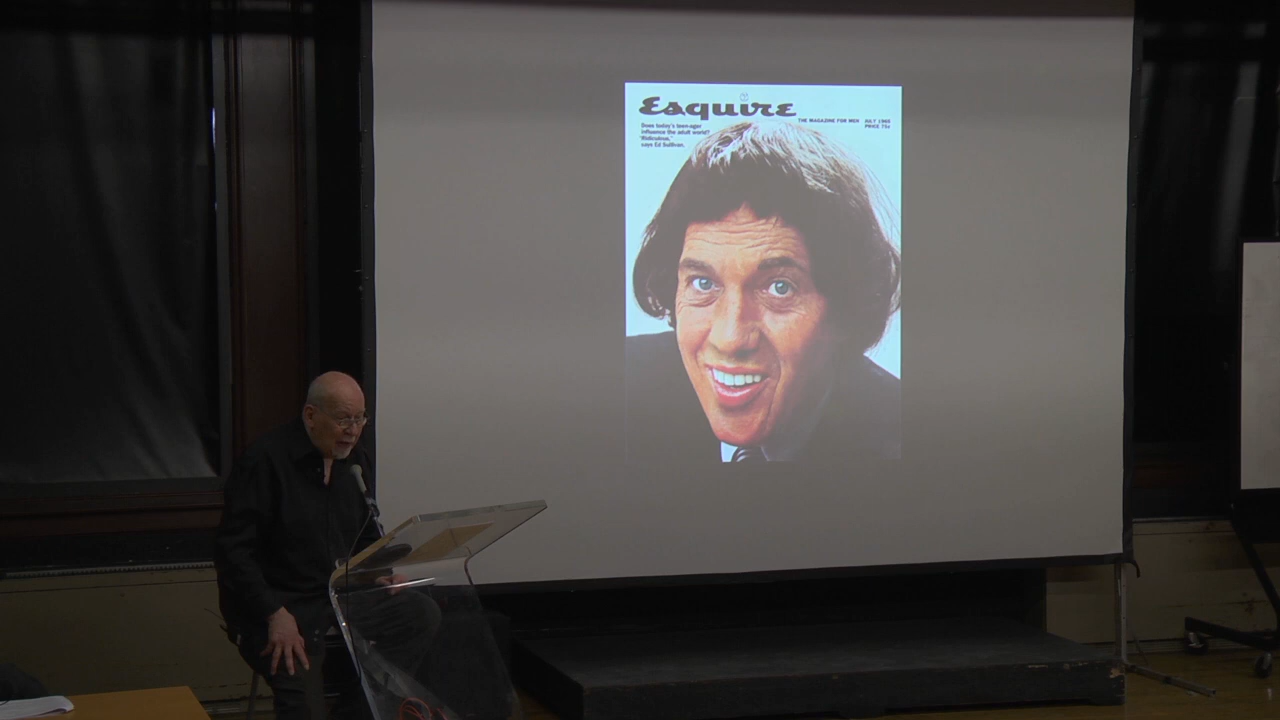 Esquire
THE MAGAZINE FOR MEN JULY 1965
PRICE 75¢
Does today's teen-ager
influence the adult world?
"Ridiculous,"
says Ed Sullivan.